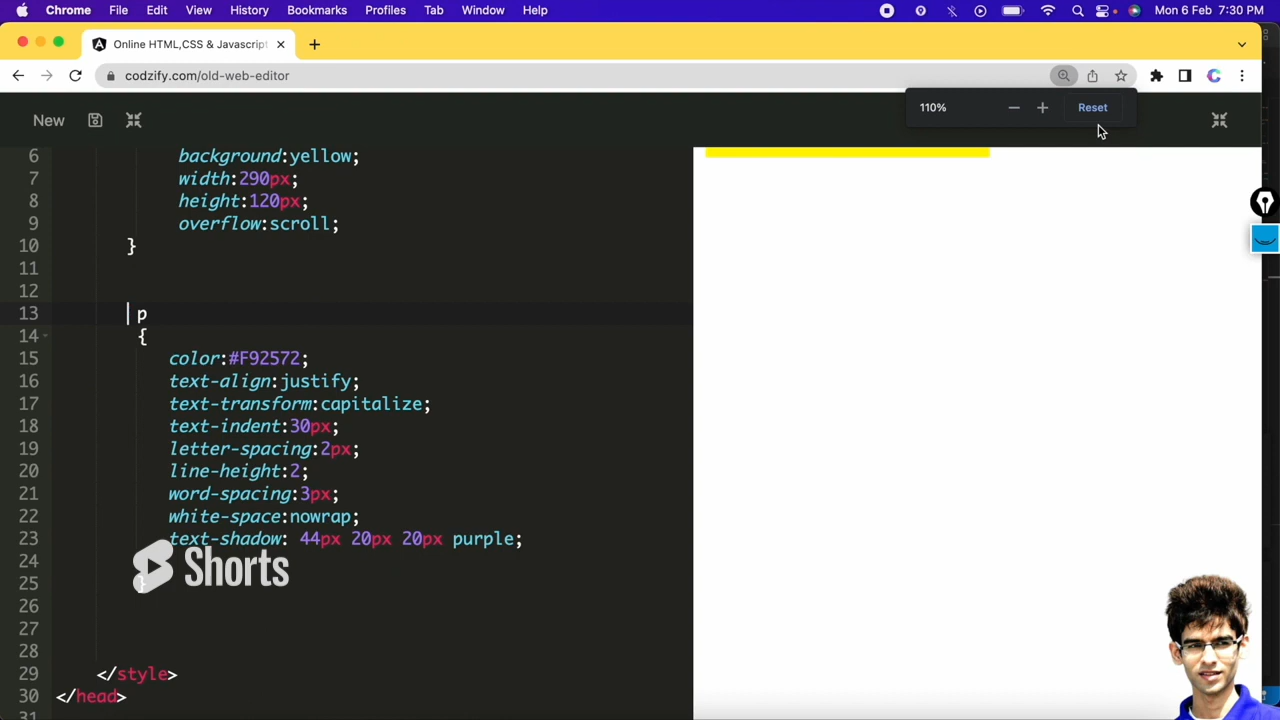 Chrome File Edit View History Bookmarks Profiles Tab Window Help Mon 6 Feb 7:30 PM
Online HTML,CSS & Javascript
codzify.com/old-web-editor
110% Reset
New
6 background:yellow;
7 width:290px;
8 height:120px;
9 overflow:scroll;
10 }
11
12
13 p
14 {
15 color:#F92572;
16 text-align:justify;
17 text-transform:capitalize;
18 text-indent:30px;
19 letter-spacing:2px;
20 line-height:2;
21 word-spacing:3px;
22 white-space:nowrap;
23 text-shadow: 44px 20px 20px purple;
24
Shorts
25 }
26
27
28
29 </style>
30 </head>
31